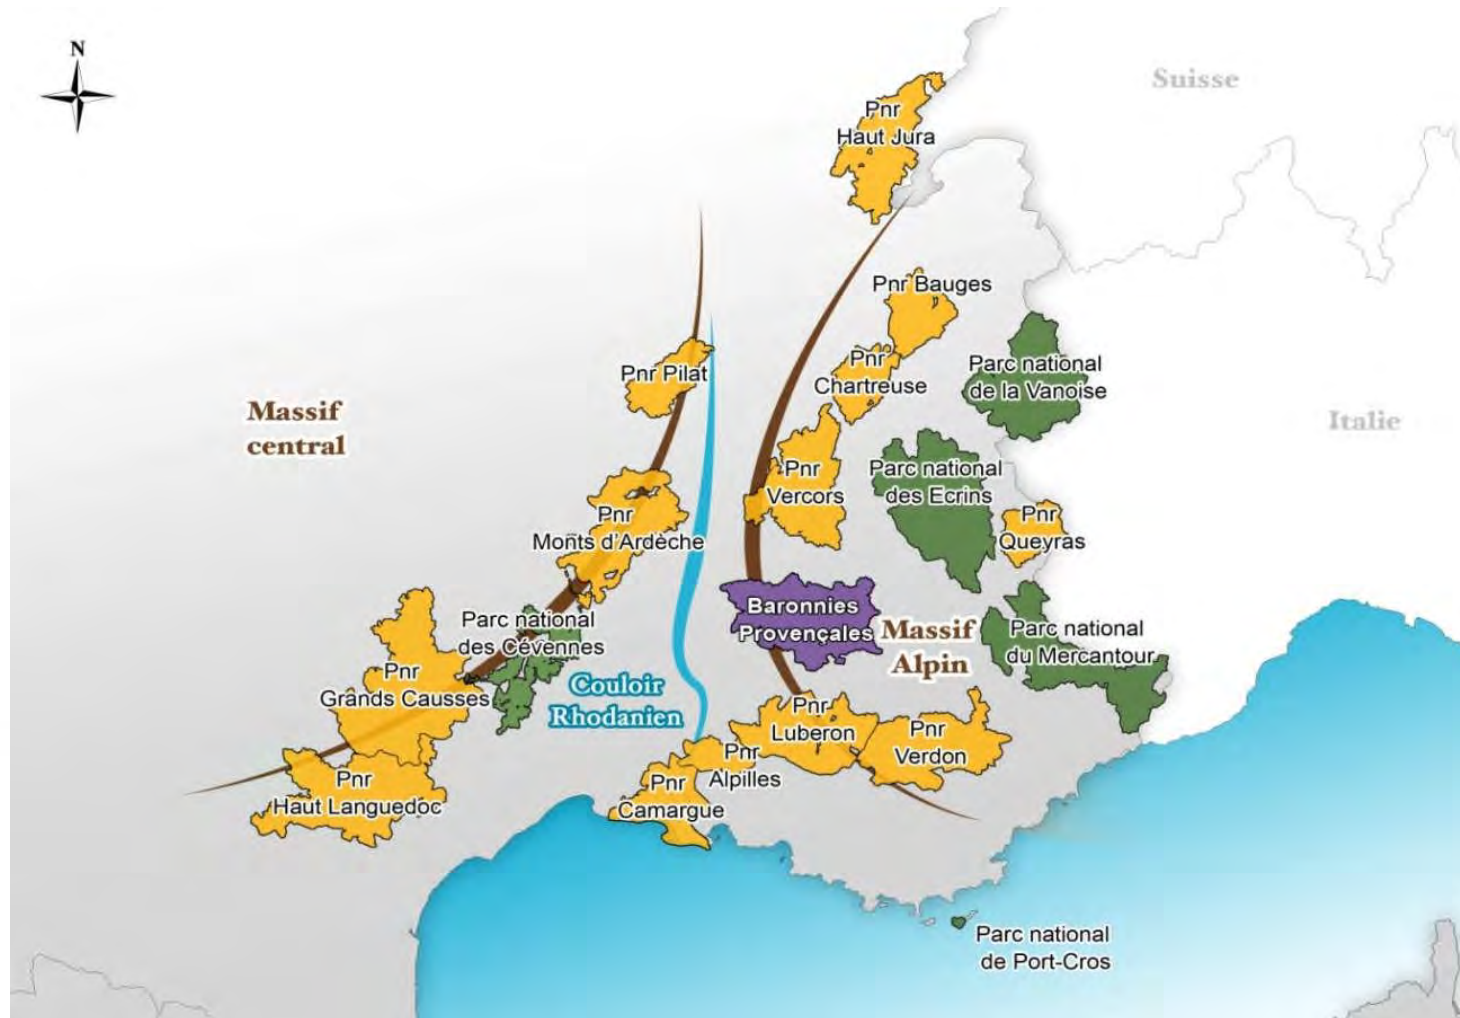 N
Suisse
Pnr
Haut Jura
Pnr Bauges
Pnr
Chartreuse
Parc national
de la Vanoise
Pnr Pilat
Massif
central
Italie
Pnr
Vercors
Parc national
des Ecrins
Pnr
Queyras
Pnr
Monts d'Ardèche
Baronnies
Provençales
Massif
Alpin
Parc national
du Mercantour
Parc national
des Cévennes
Pnr
Grands Causses
Couloir
Rhodanien
Pnr
Luberon
Pnr
Verdon
Pnr
Alpilles
Pnr
Camargue
Pnr
Haut Languedoc
Parc national
de Port-Cros